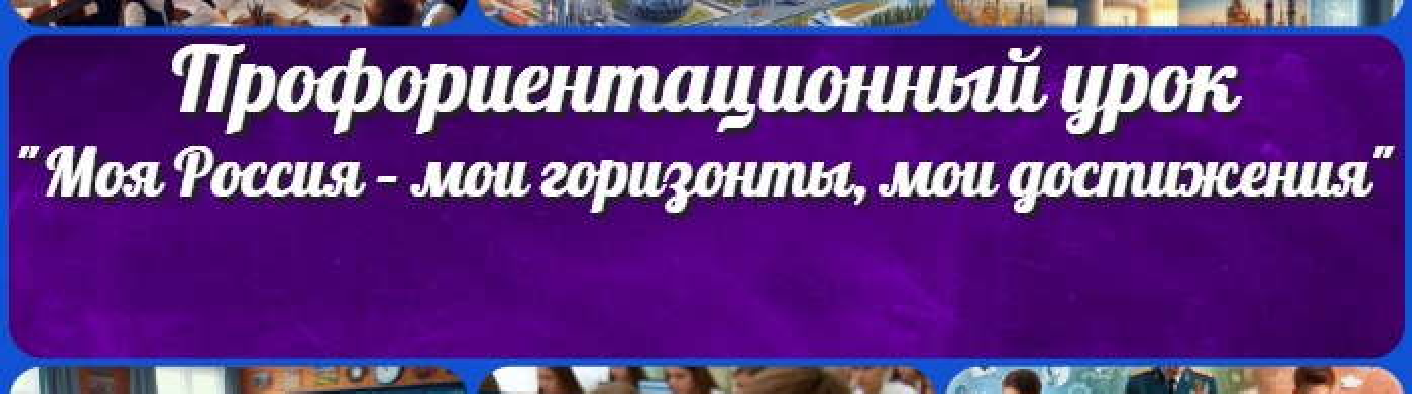 Профориентационный урок
"Моя Россия – мои горизонты, мои достижения"